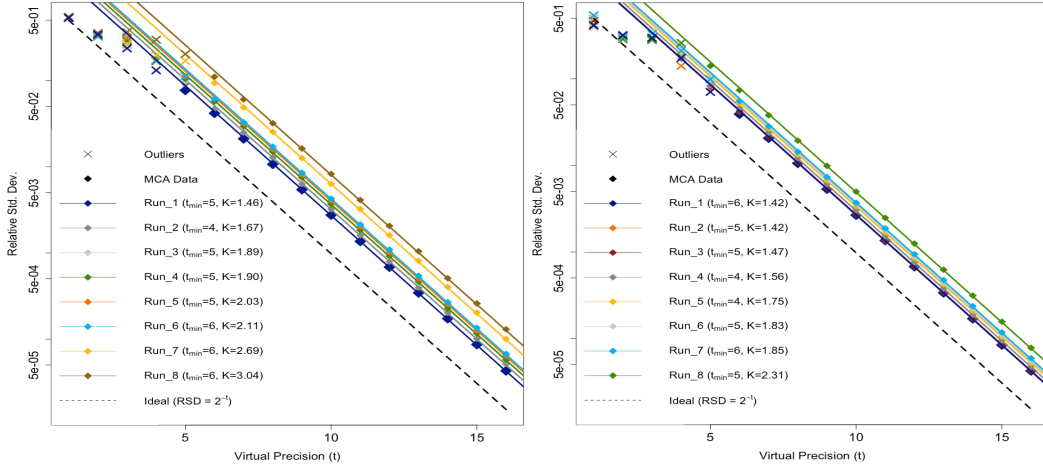 5e-01
5e-02
5e-03
5e-04
5e-05
Relative Std. Dev.
Outliers
MCA Data
Run_1 (tmin=5, K=1.46)
Run_2 (tmin=4, K=1.67)
Run_3 (tmin=5, K=1.89)
Run_4 (tmin=5, K=1.90)
Run_5 (tmin=5, K=2.03)
Run_6 (tmin=6, K=2.11)
Run_7 (tmin=6, K=2.69)
Run_8 (tmin=6, K=3.04)
Ideal (RSD = 2⁻ᵗ)
5 10 15
Virtual Precision (t)
5e-01
5e-02
5e-03
5e-04
5e-05
Relative Std. Dev.
Outliers
MCA Data
Run_1 (tmin=6, K=1.42)
Run_2 (tmin=5, K=1.42)
Run_3 (tmin=5, K=1.47)
Run_4 (tmin=4, K=1.56)
Run_5 (tmin=4, K=1.75)
Run_6 (tmin=5, K=1.83)
Run_7 (tmin=6, K=1.85)
Run_8 (tmin=5, K=2.31)
Ideal (RSD = 2⁻ᵗ)
5 10 15
Virtual Precision (t)